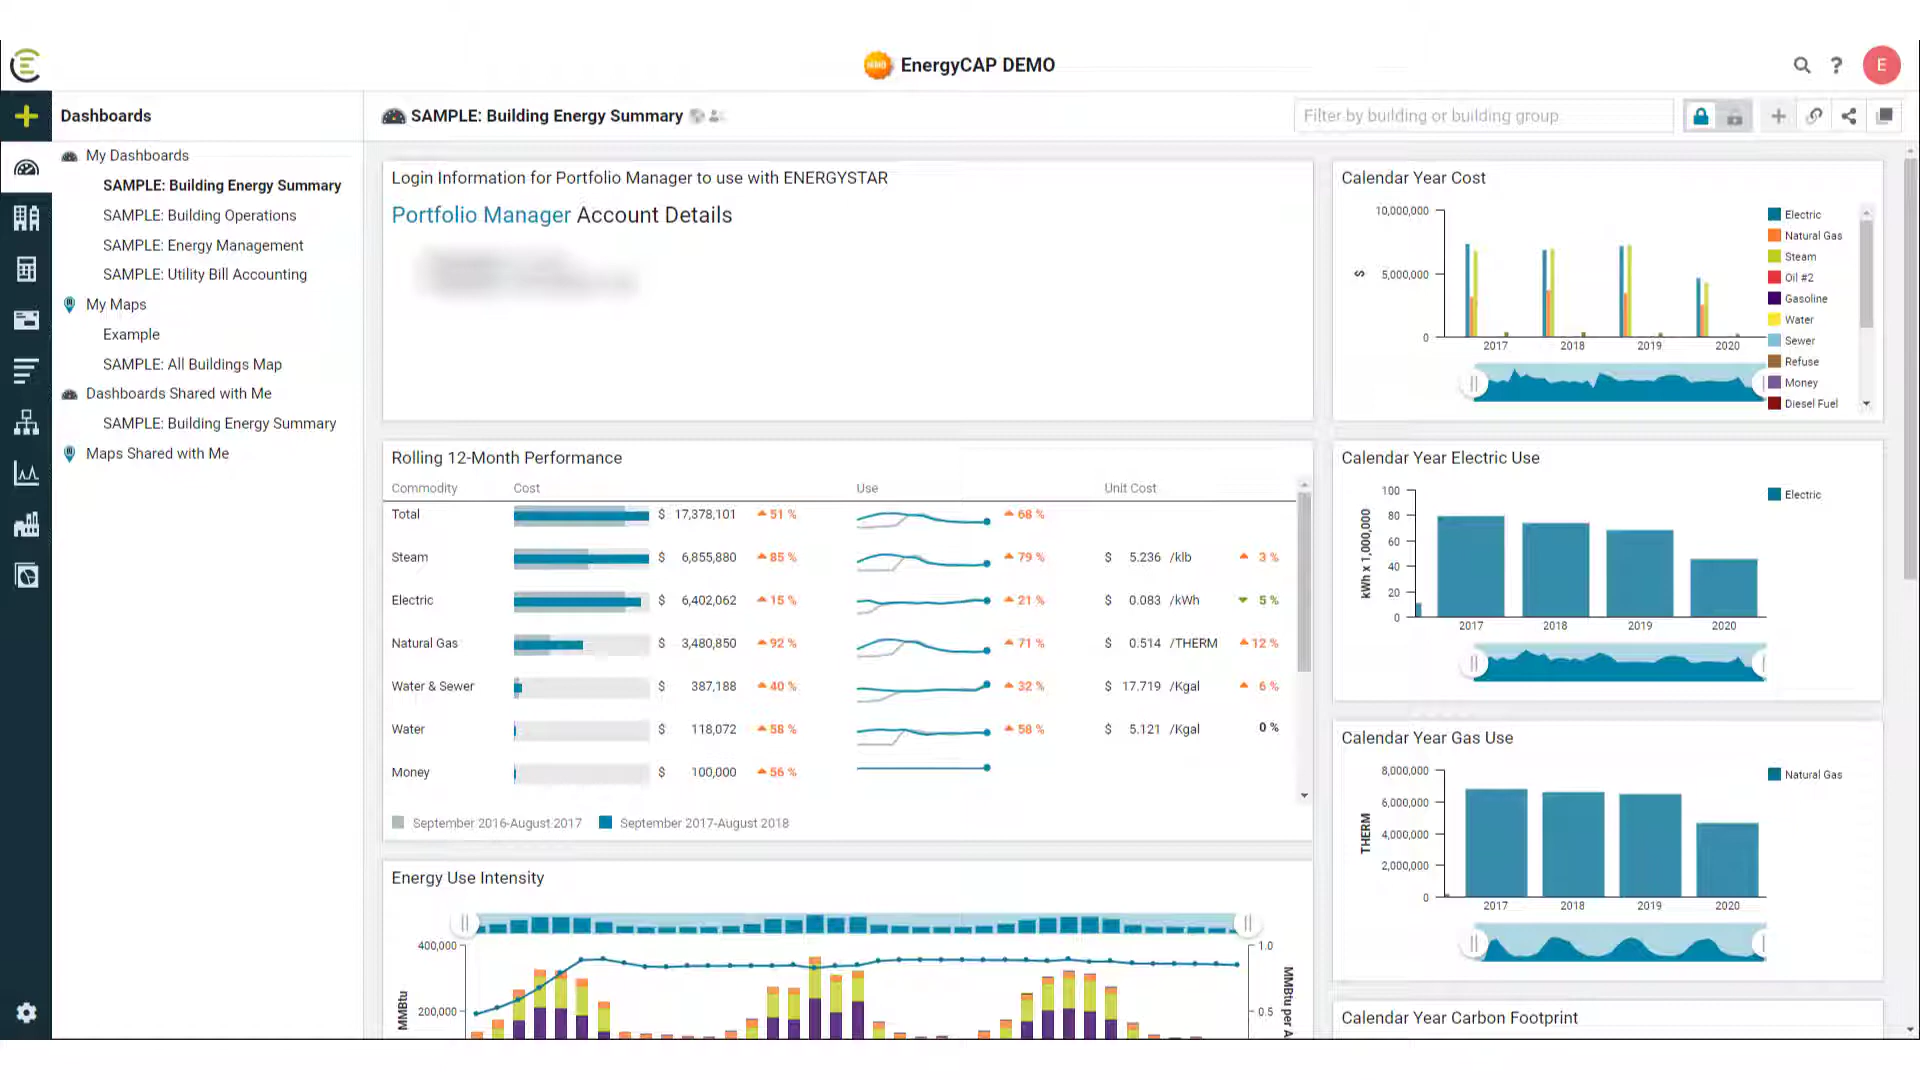 EnergyCAP DEMO
E
Dashboards
My Dashboards
SAMPLE: Building Energy Summary
SAMPLE: Building Operations
SAMPLE: Energy Management
SAMPLE: Utility Bill Accounting
My Maps
Example
SAMPLE: All Buildings Map
Dashboards Shared with Me
SAMPLE: Building Energy Summary
Maps Shared with Me
SAMPLE: Building Energy Summary
Filter by building or building group
Login Information for Portfolio Manager to use with ENERGYSTAR
Portfolio Manager Account Details
Rolling 12-Month Performance
Commodity Cost Use Unit Cost
Total $ 17,378,101 51 % 68 %
Steam $ 6,855,880 85 % 79 % $ 5.236 /klb 3 %
Electric $ 6,402,062 15 % 21 % $ 0.083 /kWh 5 %
Natural Gas $ 3,480,850 92 % 71 % $ 0.514 /THERM 12 %
Water & Sewer $ 387,188 40 % 32 % $ 17.719 /Kgal 6 %
Water $ 118,072 58 % 58 % $ 5.121 /Kgal 0 %
Money $ 100,000 56 %
September 2016-August 2017 September 2017-August 2018
Energy Use Intensity
400,000
200,000
MMBtu
1.0
0.5
MMBtu per
Calendar Year Cost
10,000,000
5,000,000
0
$
2017 2018 2019 2020
Electric
Natural Gas
Steam
Oil #2
Gasoline
Water
Sewer
Refuse
Money
Diesel Fuel
Calendar Year Electric Use
100
80
60
40
20
0
kWh x 1,000,000
2017 2018 2019 2020
Electric
Calendar Year Gas Use
8,000,000
6,000,000
4,000,000
2,000,000
0
THERM
2017 2018 2019 2020
Natural Gas
Calendar Year Carbon Footprint